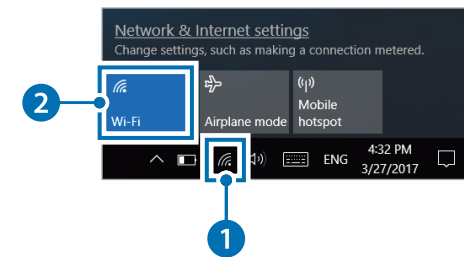 Network & Internet settings
Change settings, such as making a connection metered.
2
Wi-Fi
Airplane mode
Mobile
hotspot
ENG
4:32 PM
3/27/2017
1